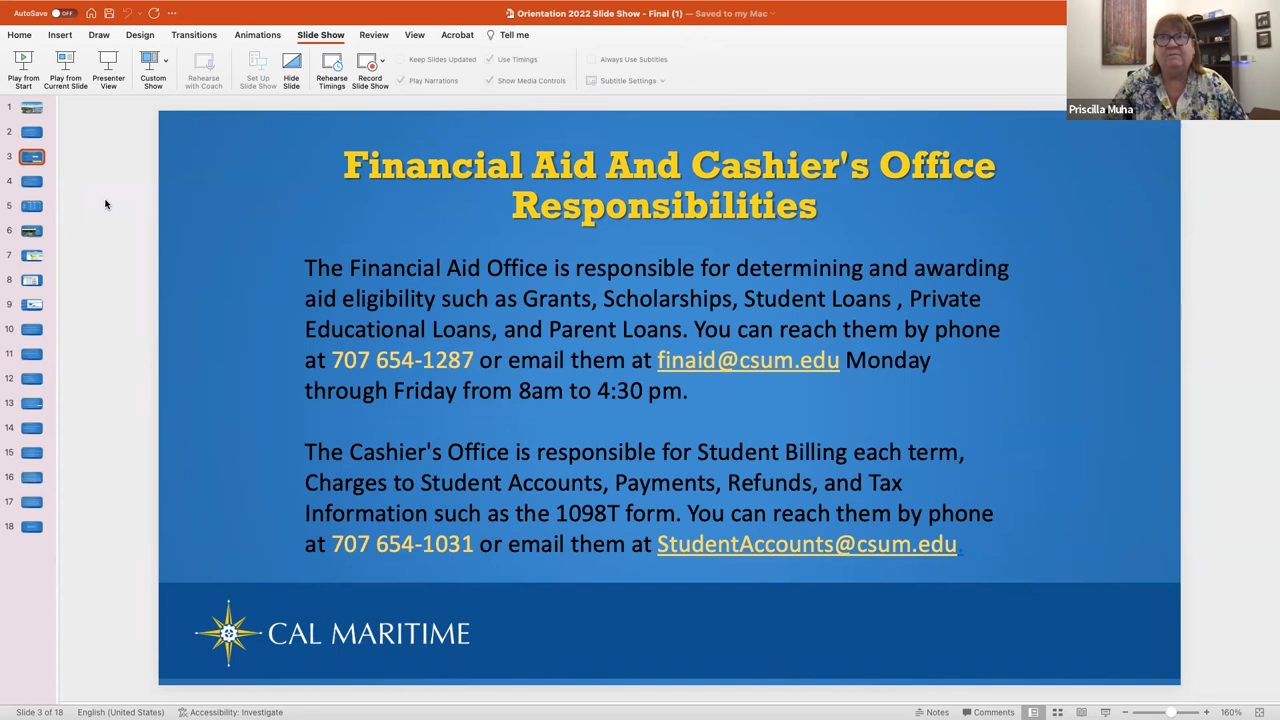 AutoSave OFF
Orientation 2022 Slide Show - Final (1) — Saved to my Mac
Home Insert Draw Design Transitions Animations Slide Show Review View Acrobat Tell me
Play from Start
Play from Current Slide
Presenter View
Custom Show
Rehearse with Coach
Set Up Slide Show
Hide Slide
Rehearse Timings
Record Slide Show
Keep Slides Updated
Use Timings
Play Narrations
Show Media Controls
Always Use Subtitles
Subtitle Settings
Priscilla Muha
1
2
3
4
5
6
7
8
9
10
11
12
13
14
15
16
17
18
Financial Aid And Cashier's Office
Responsibilities
The Financial Aid Office is responsible for determining and awarding
aid eligibility such as Grants, Scholarships, Student Loans , Private
Educational Loans, and Parent Loans. You can reach them by phone
at 707 654-1287 or email them at finaid@csum.edu Monday
through Friday from 8am to 4:30 pm.
The Cashier's Office is responsible for Student Billing each term,
Charges to Student Accounts, Payments, Refunds, and Tax
Information such as the 1098T form. You can reach them by phone
at 707 654-1031 or email them at StudentAccounts@csum.edu.
CAL MARITIME
Slide 3 of 18 English (United States) Accessibility: Investigate Notes Comments 160%